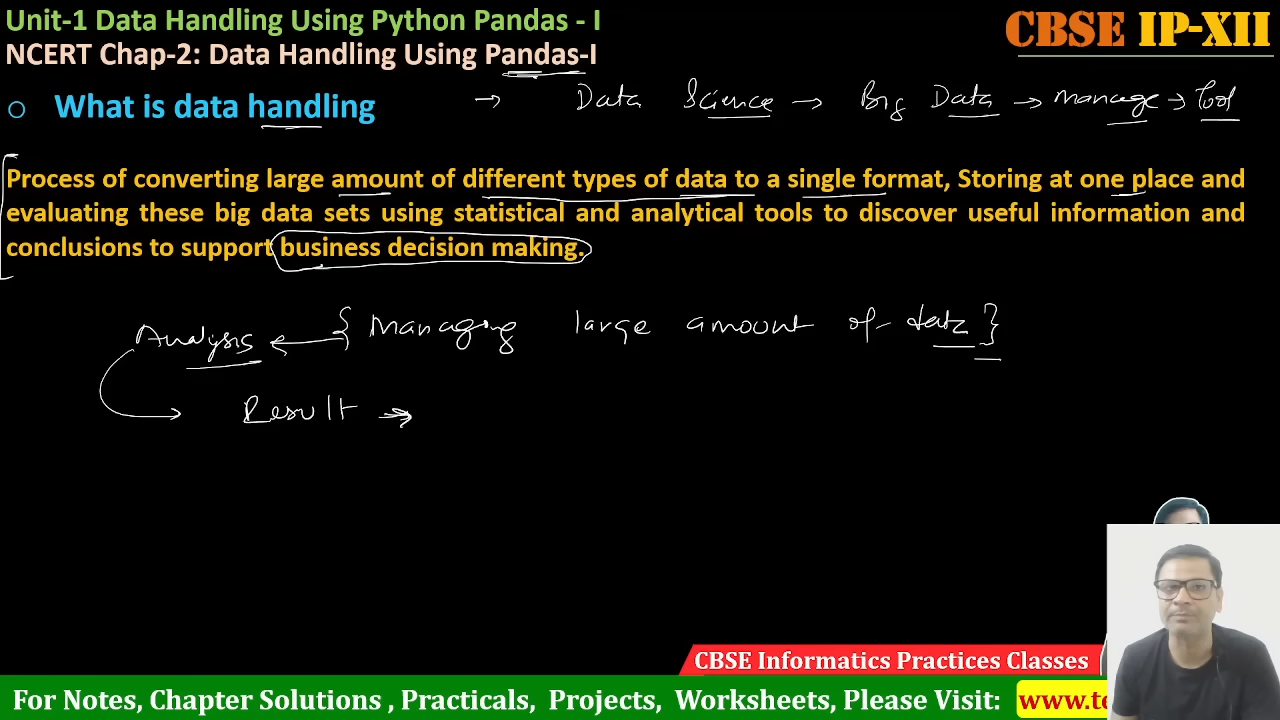 Unit-1 Data Handling Using Python Pandas - I
CBSE IP-XII
NCERT Chap-2: Data Handling Using Pandas-I
o What is data handling
→ Data Science → Big Data → manage → Tool
Process of converting large amount of different types of data to a single format, Storing at one place and
evaluating these big data sets using statistical and analytical tools to discover useful information and
conclusions to support business decision making.
Analysis ← { Managing large amount of data }
Result →
CBSE Informatics Practices Classes
For Notes, Chapter Solutions , Practicals, Projects, Worksheets, Please Visit: www.te